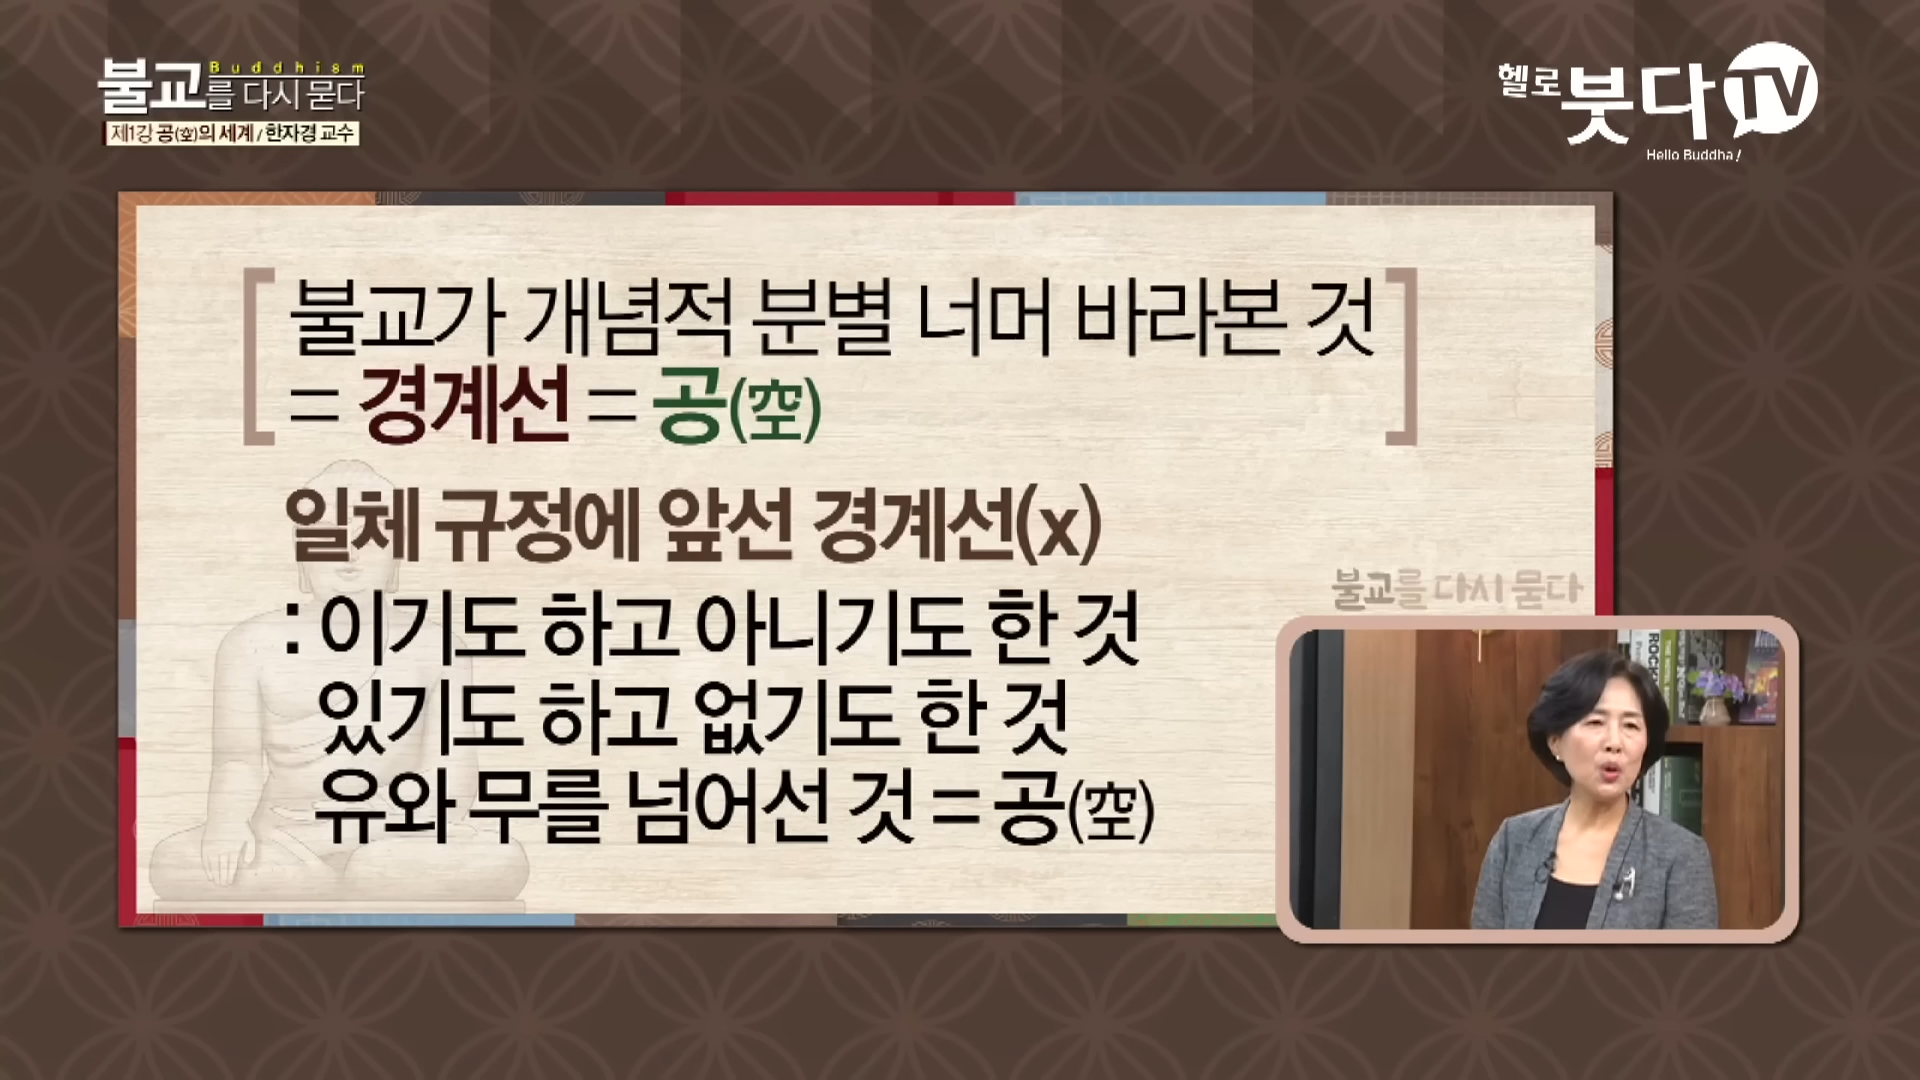 Buddhism
불교를 다시 묻다
제1강 공(空)의 세계 / 한자경 교수
헬로붓다TV
Hello Buddha!
불교가 개념적 분별 너머 바라본 것
= 경계선 = 공(空)
일체 규정에 앞선 경계선(x)
: 이기도 하고 아니기도 한 것
있기도 하고 없기도 한 것
유와 무를 넘어선 것 = 공(空)
불교를 다시 묻다